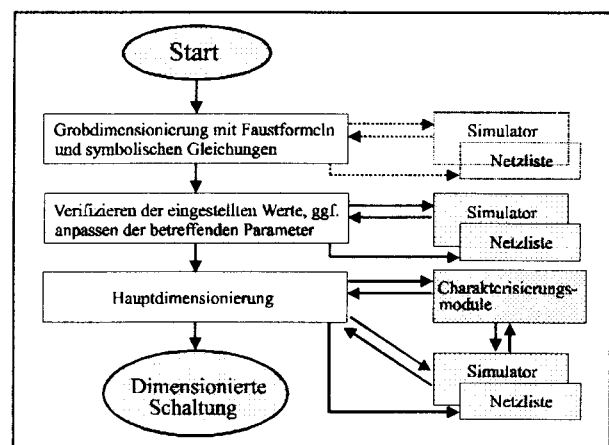 Start
Grobdimensionierung mit Faustformeln
und symbolischen Gleichungen
Simulator
Netzliste
Verifizieren der eingestellten Werte, ggf.
anpassen der betreffenden Parameter
Simulator
Netzliste
Hauptdimensionierung
Charakterisierungs-
module
Simulator
Netzliste
Dimensionierte
Schaltung